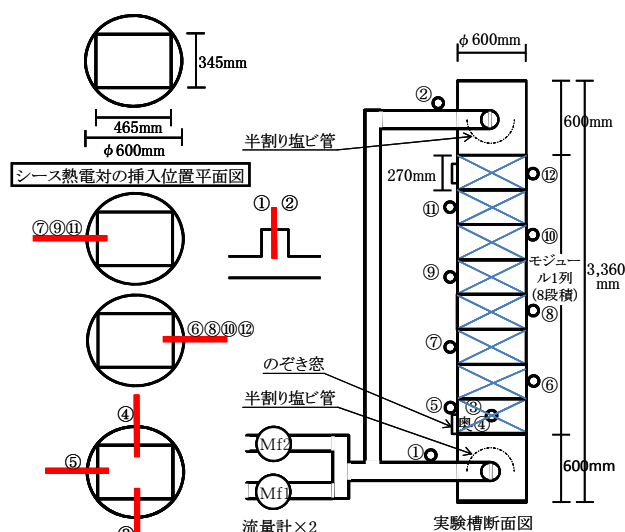 345mm
465mm
φ600mm
シース熱電対の挿入位置平面図
⑦⑨⑪
① ②
⑥⑧⑩⑫
④
⑤
③
φ600mm
②
半割り塩ビ管
600mm
270mm
⑫
⑪
⑩
モジュー
ル1列
(8段積)
3,360
mm
⑨
⑧
⑦
のぞき窓
⑥
半割り塩ビ管
⑤
③
奥④
①
Mf2
Mf1
600mm
流量計×2
実験槽断面図